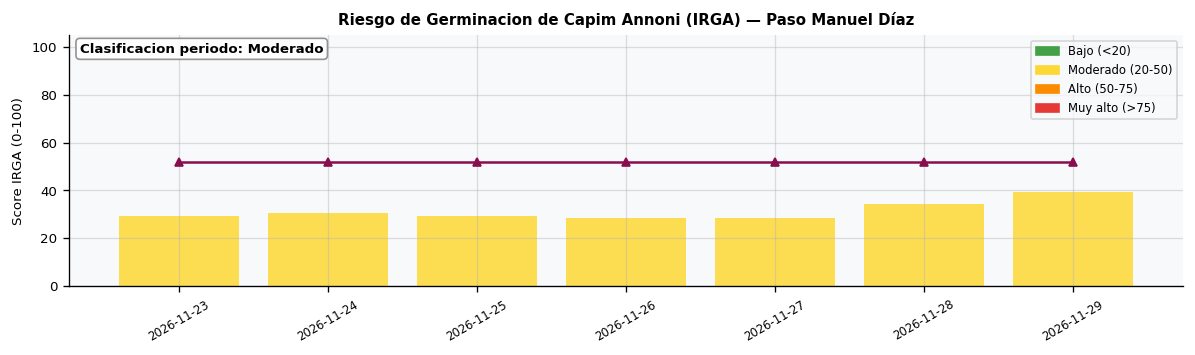 Riesgo de Germinacion de Capim Annoni (IRGA) — Paso Manuel Díaz
Clasificacion periodo: Moderado
Bajo (<20)
Moderado (20-50)
Alto (50-75)
Muy alto (>75)
Score IRGA (0-100)
100
80
60
40
20
0
2026-11-23
2026-11-24
2026-11-25
2026-11-26
2026-11-27
2026-11-28
2026-11-29